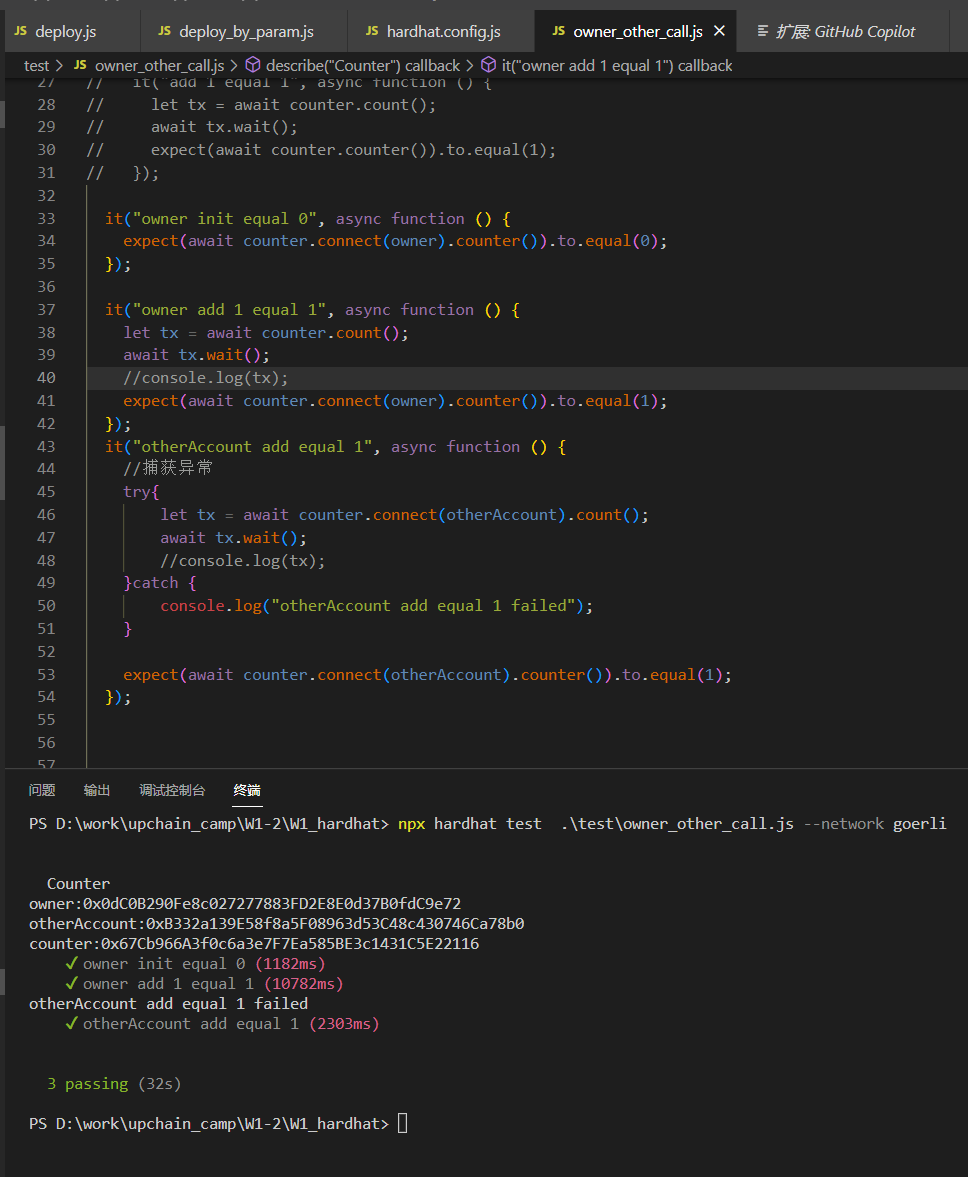 JS deploy.js
JS deploy_by_param.js
JS hardhat.config.js
JS owner_other_call.js ✕
扩展: GitHub Copilot
test > JS owner_other_call.js > describe("Counter") callback > it("owner add 1 equal 1") callback
27 //   it("add 1 equal 1", async function () {
28 //     let tx = await counter.count();
29 //     await tx.wait();
30 //     expect(await counter.counter()).to.equal(1);
31 //   });
32
33   it("owner init equal 0", async function () {
34     expect(await counter.connect(owner).counter()).to.equal(0);
35   });
36
37   it("owner add 1 equal 1", async function () {
38     let tx = await counter.count();
39     await tx.wait();
40     //console.log(tx);
41     expect(await counter.connect(owner).counter()).to.equal(1);
42   });
43   it("otherAccount add equal 1", async function () {
44     //捕获异常
45     try{
46         let tx = await counter.connect(otherAccount).count();
47         await tx.wait();
48         //console.log(tx);
49     }catch {
50         console.log("otherAccount add equal 1 failed");
51     }
52
53     expect(await counter.connect(otherAccount).counter()).to.equal(1);
54   });
55
56
57
问题 输出 调试控制台 终端
PS D:\work\upchain_camp\W1-2\W1_hardhat> npx hardhat test  .\test\owner_other_call.js --network goerli
Counter
owner:0x0dC0B290Fe8c027277883FD2E8E0d37B0fdC9e72
otherAccount:0xB332a139E58f8a5F08963d53C48c430746Ca78b0
counter:0x67Cb966A3f0c6a3e7F7Ea585BE3c1431C5E22116
✓ owner init equal 0 (1182ms)
✓ owner add 1 equal 1 (10782ms)
otherAccount add equal 1 failed
✓ otherAccount add equal 1 (2303ms)
3 passing (32s)
PS D:\work\upchain_camp\W1-2\W1_hardhat>